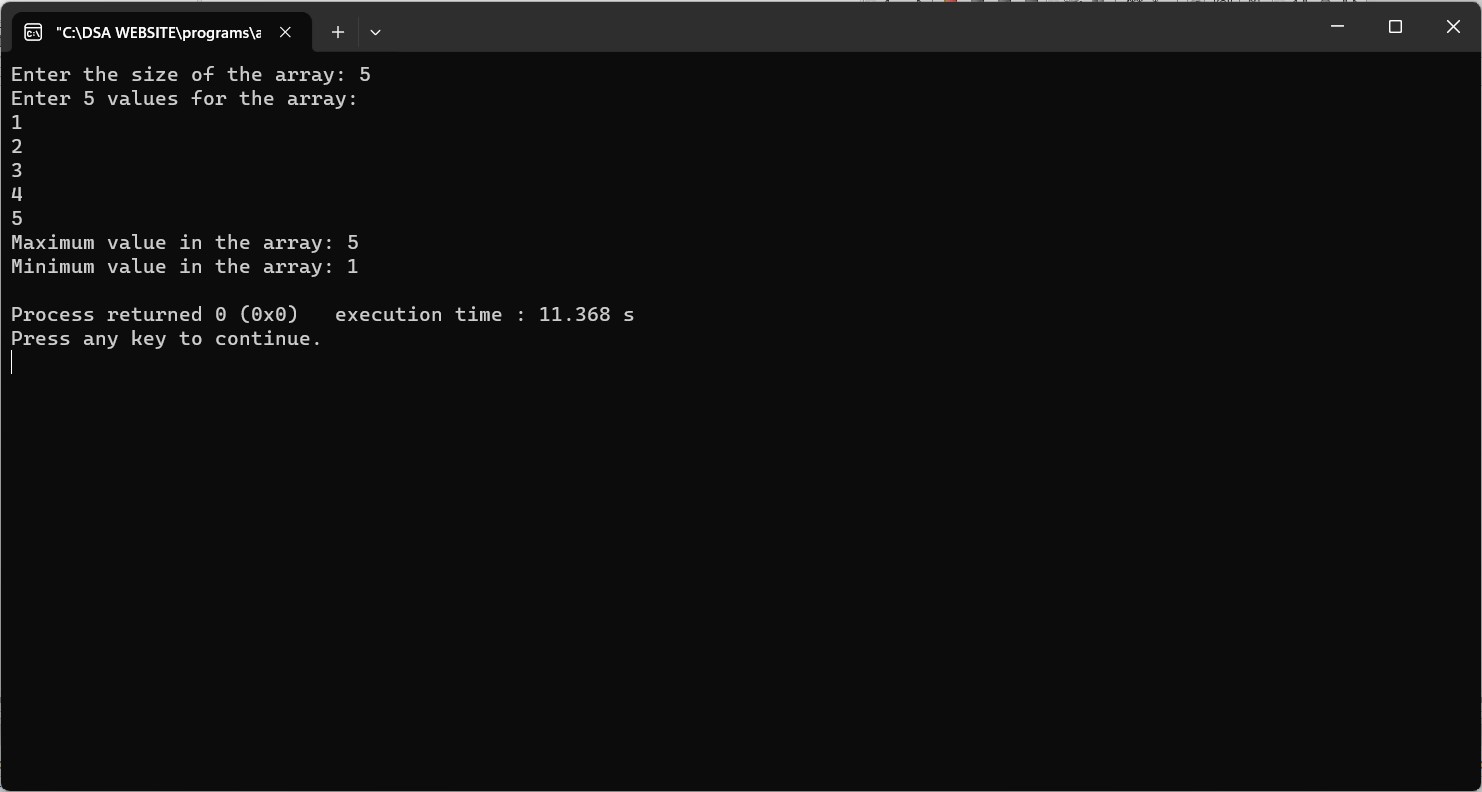 "C:\DSA WEBSITE\programs\a
Enter the size of the array: 5
Enter 5 values for the array:
1
2
3
4
5
Maximum value in the array: 5
Minimum value in the array: 1
Process returned 0 (0x0)   execution time : 11.368 s
Press any key to continue.